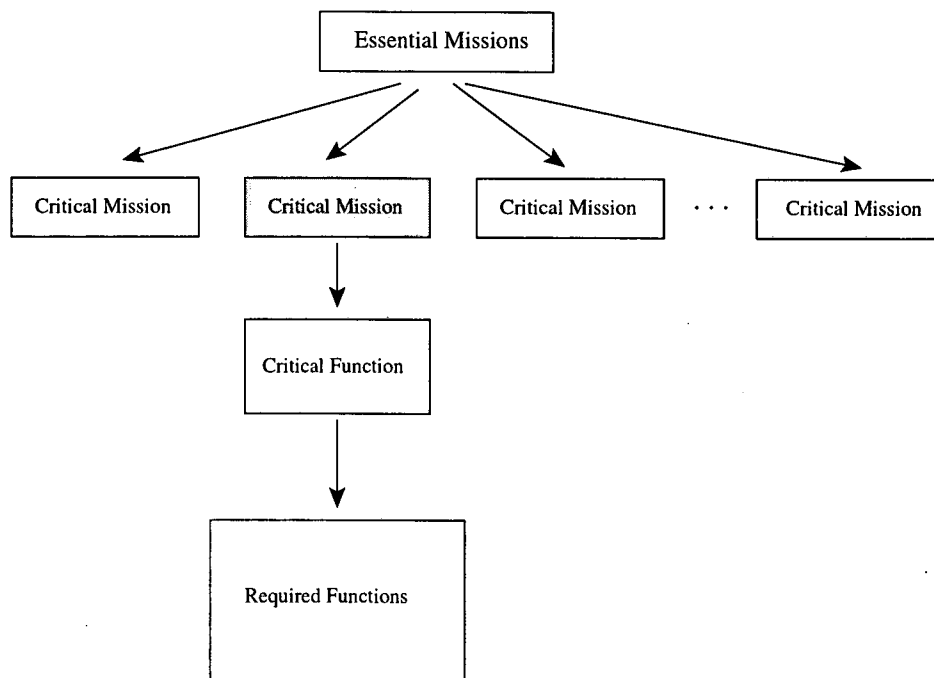 Essential Missions
Critical Mission
Critical Mission
Critical Mission
. . .
Critical Mission
Critical Function
Required Functions